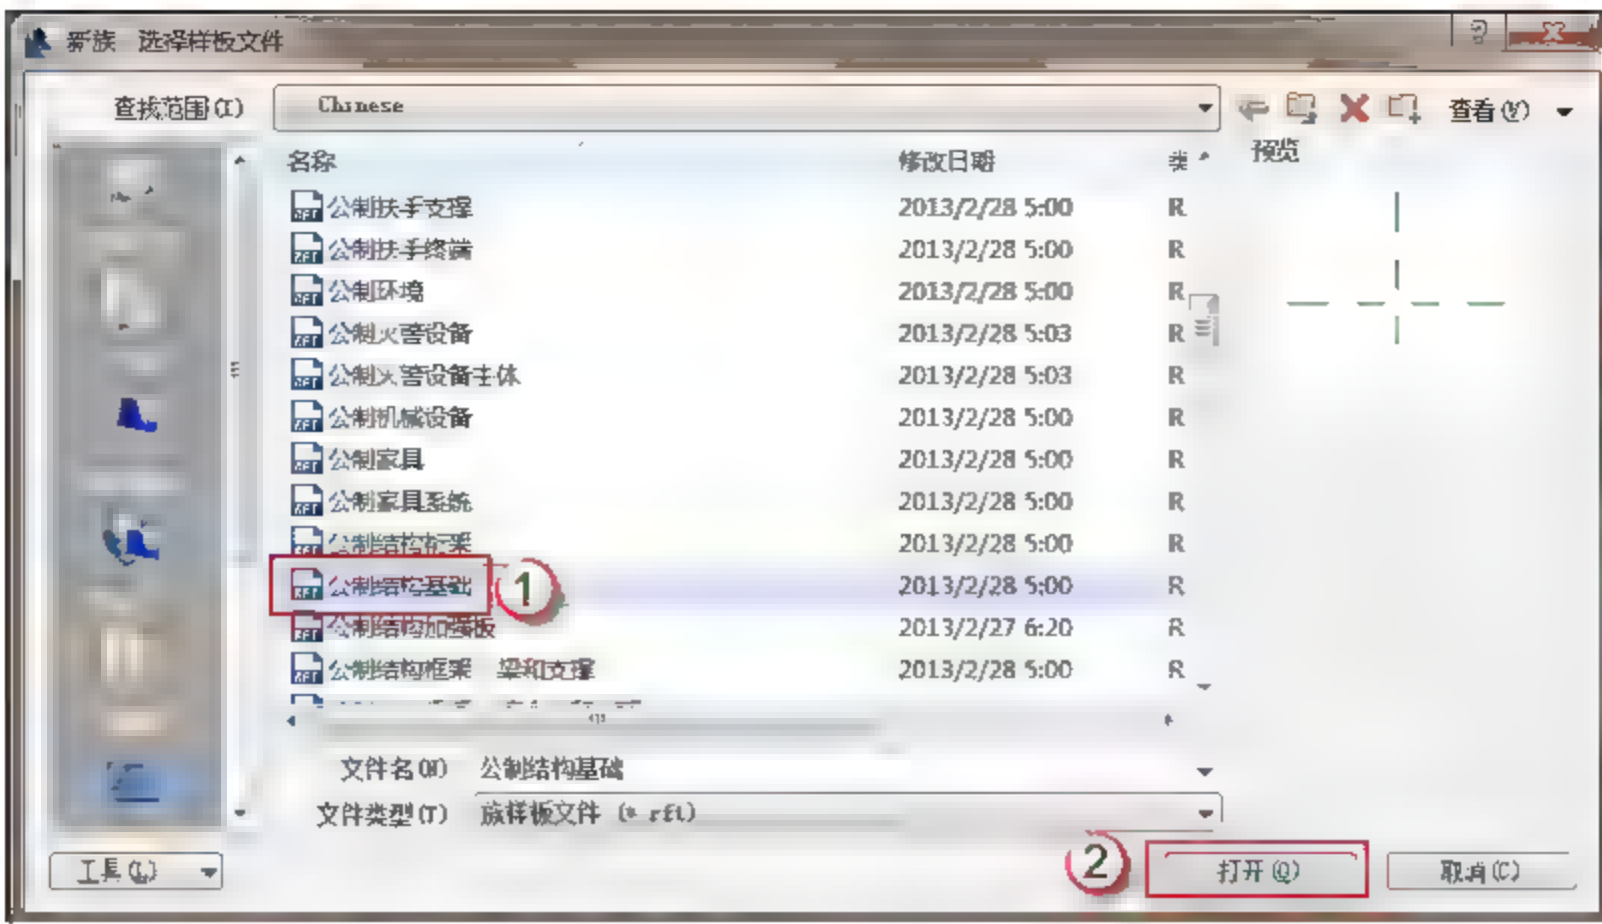 新族 选择样板文件
查找范围(I) Chinese 查看(V)
名称 修改日期 类 预览
公制扶手支撑 2013/2/28 5:00 R
公制扶手终端 2013/2/28 5:00 R
公制环境 2013/2/28 5:00 R
公制火警设备 2013/2/28 5:03 R
公制火警设备主体 2013/2/28 5:03 R
公制机械设备 2013/2/28 5:00 R
公制家具 2013/2/28 5:00 R
公制家具系统 2013/2/28 5:00 R
公制结构桁架 2013/2/28 5:00 R
公制结构基础 2013/2/28 5:00 R
1
公制结构加强板 2013/2/27 6:20 R
公制结构框架 梁和支撑 2013/2/28 5:00 R
文件名(N) 公制结构基础
文件类型(T) 族样板文件 (*.rft)
工具(L) 2 打开(O) 取消(C)